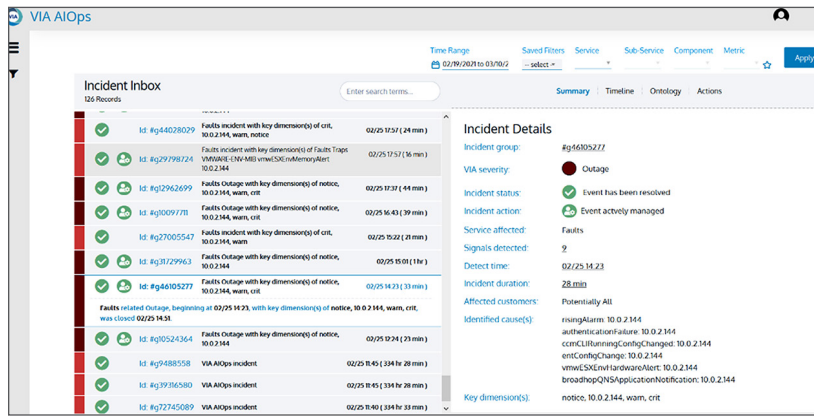 VIA
VIA AIOps
Time Range
Saved Filters
Service
Sub-Service
Component
Metric
02/19/2021 to 03/10/2
-- select
Apply
Incident Inbox
126 Records
Enter search terms...
Summary
Timeline
Ontology
Actions
10.0.2.144
Id: #g44028029
Faults incident with key dimension(s) of crit,
10.0.2.144, warn, notice
02/25 17:57 ( 24 min )
Id: #g29798724
Faults incident with key dimension(s) of Faults Traps
VMWARE-ENV-MIB vmwESXEnvMemoryAlert
10.0.2.144
02/25 17:57 ( 16 min )
Id: #g12962699
Faults Outage with key dimension(s) of notice,
10.0.2.144, warn, crit
02/25 17:37 ( 44 min )
Id: #g10097711
Faults Outage with key dimension(s) of notice,
10.0.2.144, warn, crit
02/25 16:43 ( 39 min )
Id: #g27005547
Faults incident with key dimension(s) of crit,
10.0.2.144, warn
02/25 15:22 ( 21 min )
Id: #g31729963
Faults Outage with key dimension(s) of notice,
10.0.2.144
02/25 15:01 ( 1 hr )
Id: #g46105277
Faults Outage with key dimension(s) of notice,
10.0.2.144, warn, crit
02/25 14:23 ( 33 min )
Faults related Outage, beginning at 02/25 14:23, with key dimension(s) of notice, 10.0.2.144, warn, crit,
was closed 02/25 14:51.
Id: #g10524364
Faults Outage with key dimension(s) of notice,
10.0.2.144
02/25 12:24 ( 23 min )
Id: #g9488558
VIA AIOps incident
02/25 11:45 ( 334 hr 28 min )
Id: #g39316580
VIA AIOps incident
02/25 11:45 ( 334 hr 28 min )
Id: #g72745089
VIA AIOps incident
02/25 11:40 ( 334 hr 33 min )
Incident Details
Incident group:
#g46105277
VIA severity:
Outage
Incident status:
Event has been resolved
Incident action:
Event actvely managed
Service affected:
Faults
Signals detected:
9
Detect time:
02/25 14:23
Incident duration:
28 min
Affected customers:
Potentially All
Identified cause(s):
risingAlarm: 10.0.2.144
authenticationFailure: 10.0.2.144
ccmCLIRunningConfigChanged: 10.0.2.144
entConfigChange: 10.0.2.144
vmwESXEnvHardwareAlert: 10.0.2.144
broadhopQNSApplicationNotification: 10.0.2.144
Key dimension(s):
notice, 10.0.2.144, warn, crit